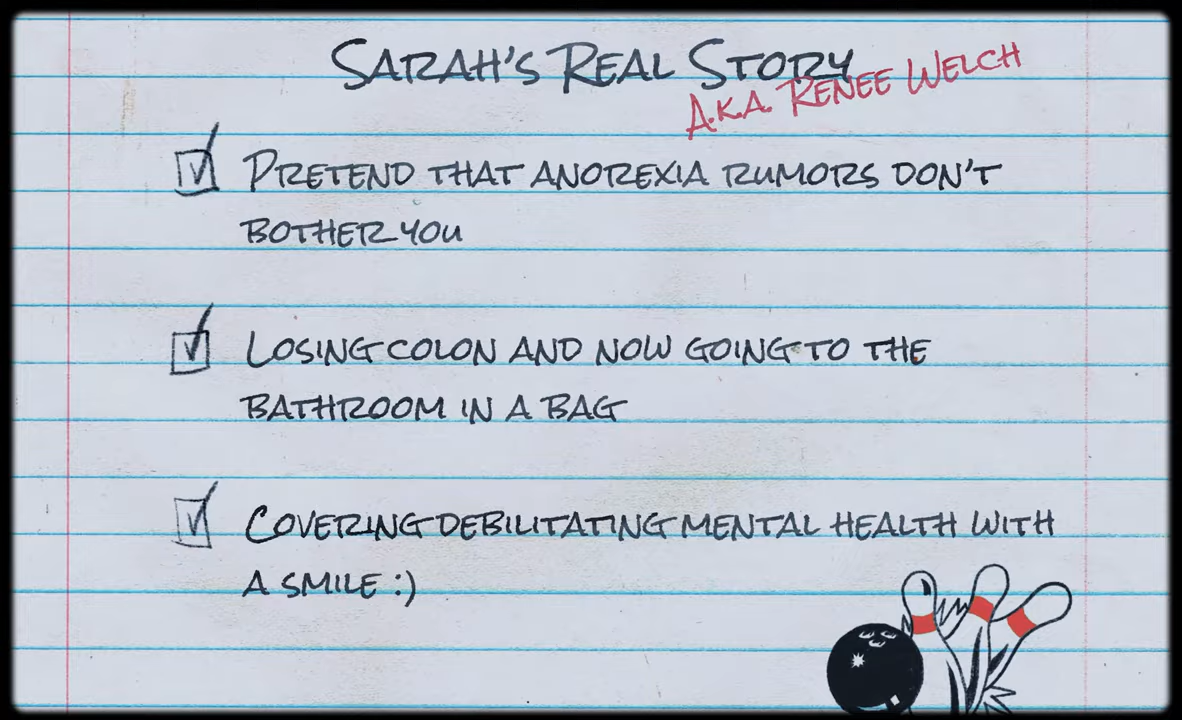 SARAH'S REAL STORY
A.K.A. RENEE WELCH
PRETEND THAT ANOREXIA RUMORS DON'T
BOTHER YOU
LOSING COLON AND NOW GOING TO THE
BATHROOM IN A BAG
COVERING DEBILITATING MENTAL HEALTH WITH
A SMILE :)